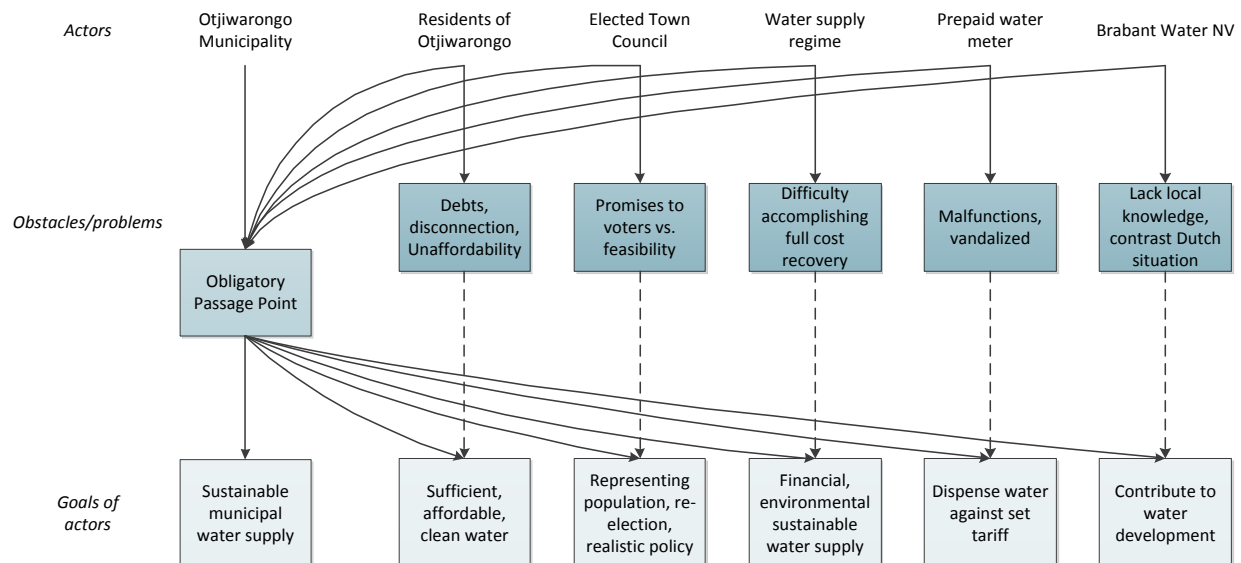 Actors
Otjiwarongo
Municipality
Residents of
Otjiwarongo
Elected Town
Council
Water supply
regime
Prepaid water
meter
Brabant Water NV
Obstacles/problems
Obligatory
Passage Point
Debts,
disconnection,
Unaffordability
Promises to
voters vs.
feasibility
Difficulty
accomplishing
full cost
recovery
Malfunctions,
vandalized
Lack local
knowledge,
contrast Dutch
situation
Goals of
actors
Sustainable
municipal
water supply
Sufficient,
affordable,
clean water
Representing
population, re-
election,
realistic policy
Financial,
environmental
sustainable
water supply
Dispense water
against set
tariff
Contribute to
water
development